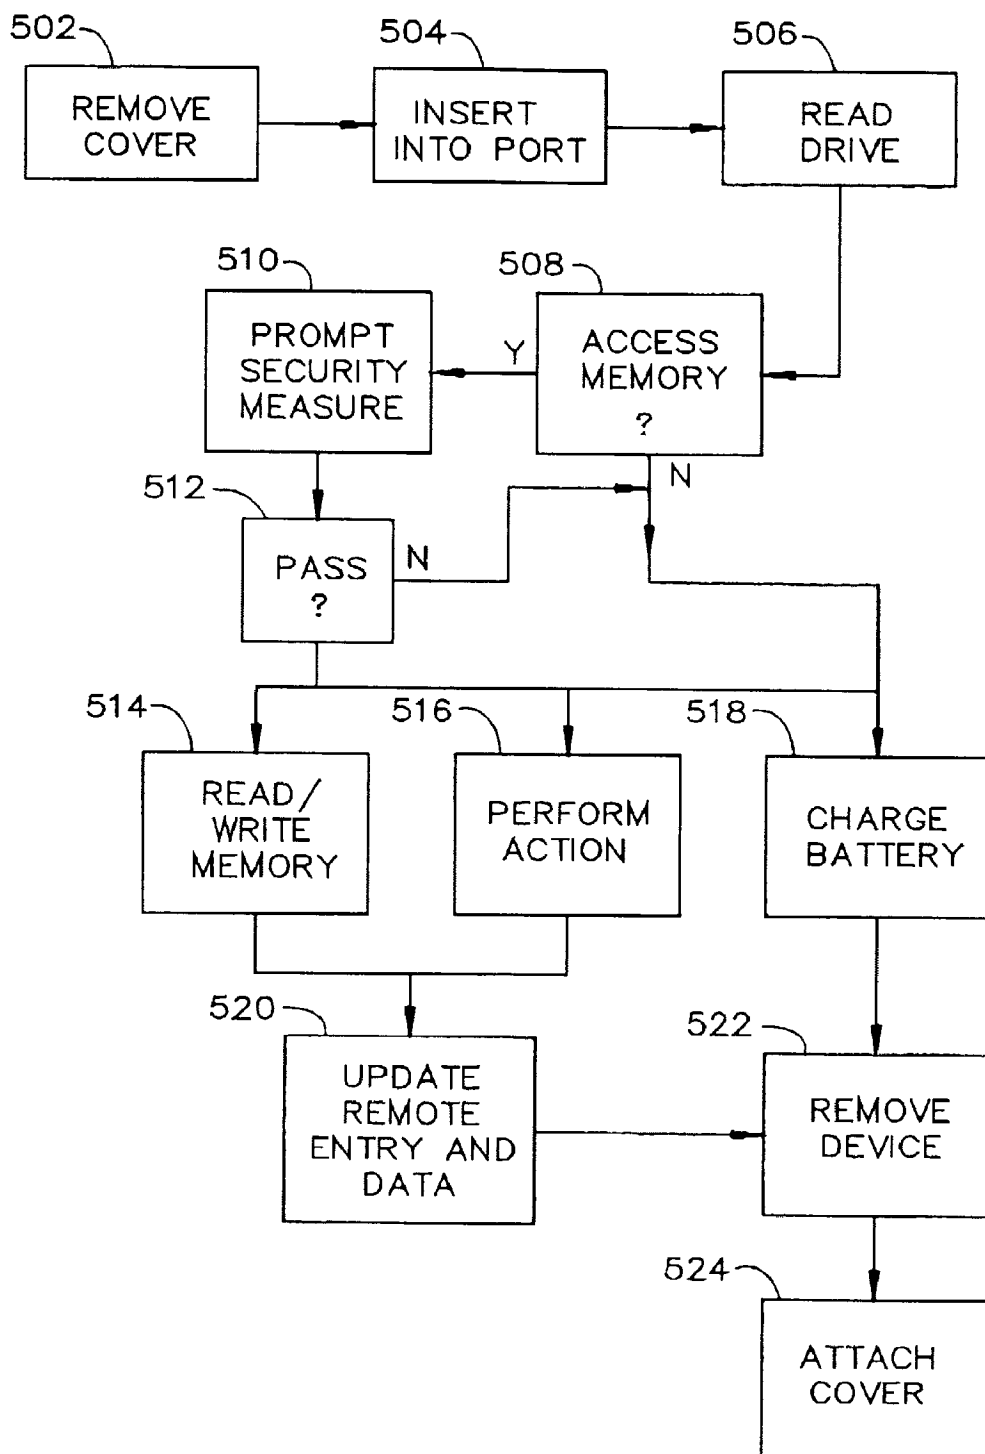 502
504
506
REMOVE
COVER
INSERT
INTO PORT
READ
DRIVE
510
508
PROMPT
SECURITY
MEASURE
Y
ACCESS
MEMORY
?
N
512
PASS
?
N
514
516
518
READ/
WRITE
MEMORY
PERFORM
ACTION
CHARGE
BATTERY
520
522
UPDATE
REMOTE
ENTRY AND
DATA
REMOVE
DEVICE
524
ATTACH
COVER